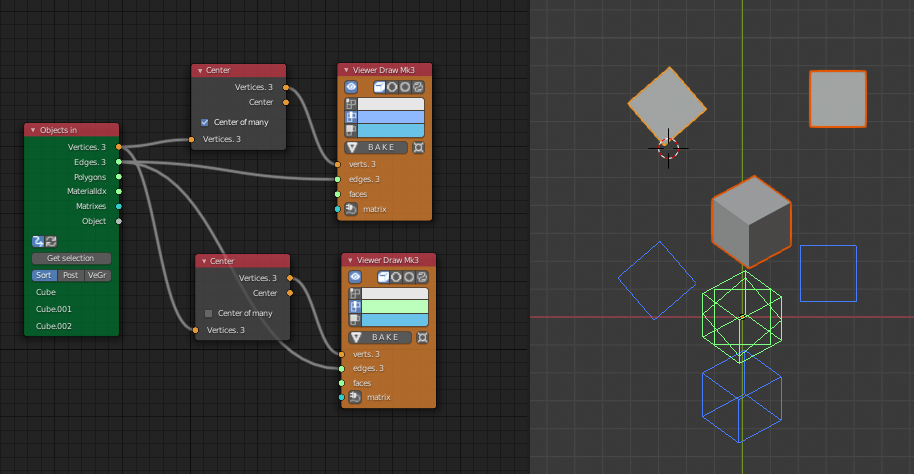 Center
Vertices. 3
Center
Center of many
Vertices. 3
Viewer Draw Mk3
BAKE
verts. 3
edges. 3
faces
matrix
Objects in
Vertices. 3
Edges. 3
Polygons
MaterialIdx
Matrixes
Object
Get selection
Sort Post VeGr
Cube
Cube.001
Cube.002
Center
Vertices. 3
Center
Center of many
Vertices. 3
Viewer Draw Mk3
BAKE
verts. 3
edges. 3
faces
matrix